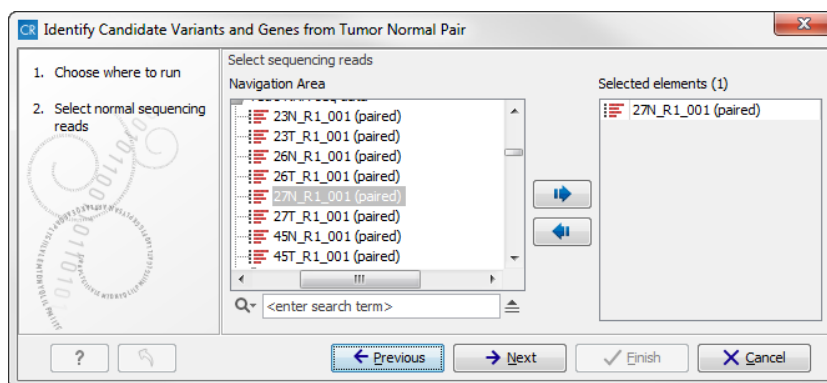 CR Identify Candidate Variants and Genes from Tumor Normal Pair
1. Choose where to run
2. Select normal sequencing
reads
Select sequencing reads
Navigation Area
23N_R1_001 (paired)
23T_R1_001 (paired)
26N_R1_001 (paired)
26T_R1_001 (paired)
27N_R1_001 (paired)
27T_R1_001 (paired)
45N_R1_001 (paired)
45T_R1_001 (paired)
<enter search term>
Selected elements (1)
27N_R1_001 (paired)
? Previous Next Finish Cancel